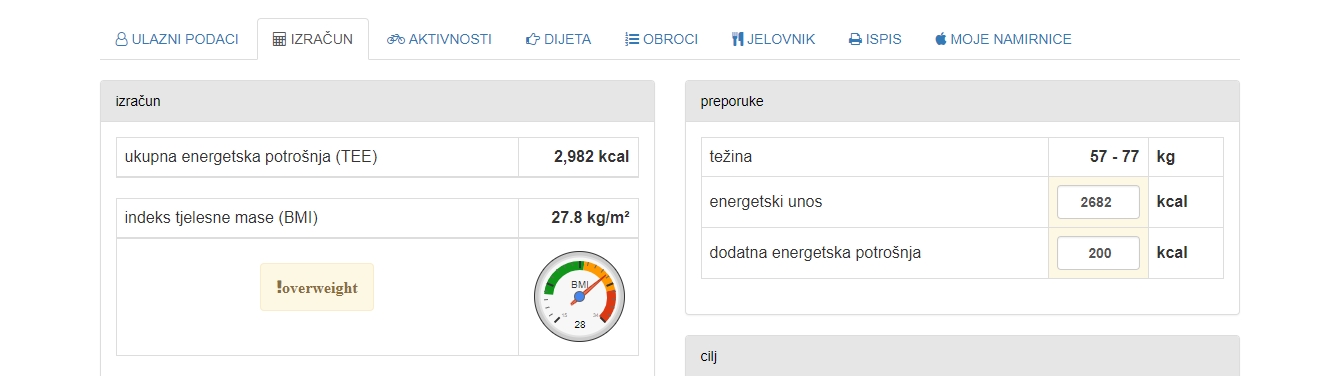 ULAZNI PODACI IZRAČUN AKTIVNOSTI DIJETA OBROCI JELOVNIK ISPIS MOJE NAMIRNICE
izračun
ukupna energetska potrošnja (TEE) 2,982 kcal
indeks tjelesne mase (BMI) 27.8 kg/m²
!overweight
BMI
15 34
28
preporuke
težina 57 - 77 kg
energetski unos 2682 kcal
dodatna energetska potrošnja 200 kcal
cilj